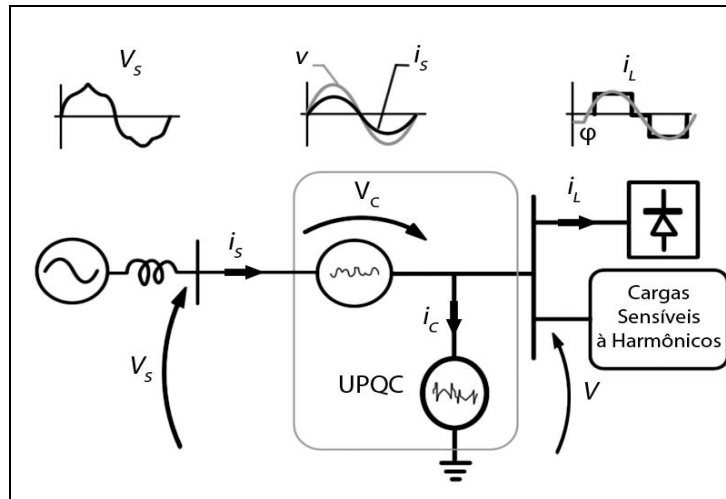 V_S
v
i_S
i_L
φ
V_C
i_L
i_S
i_C
V_S
UPQC
V
Cargas
Sensíveis
à Harmônicos